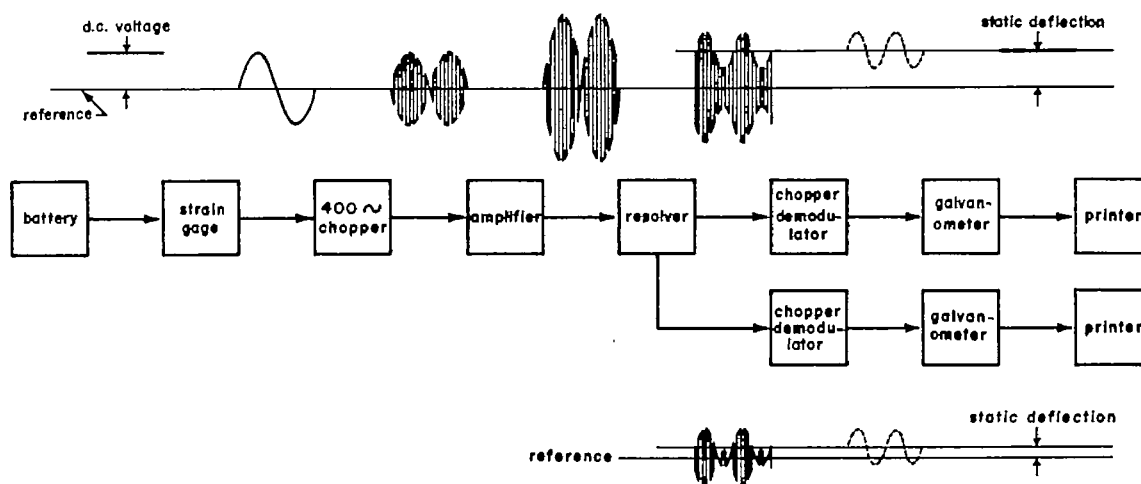 d.c. voltage
static deflection
reference
battery
strain
gage
400 ~
chopper
amplifier
resolver
chopper
demodu-
lator
galvan-
ometer
printer
chopper
demodu-
lator
galvan-
ometer
printer
static deflection
reference